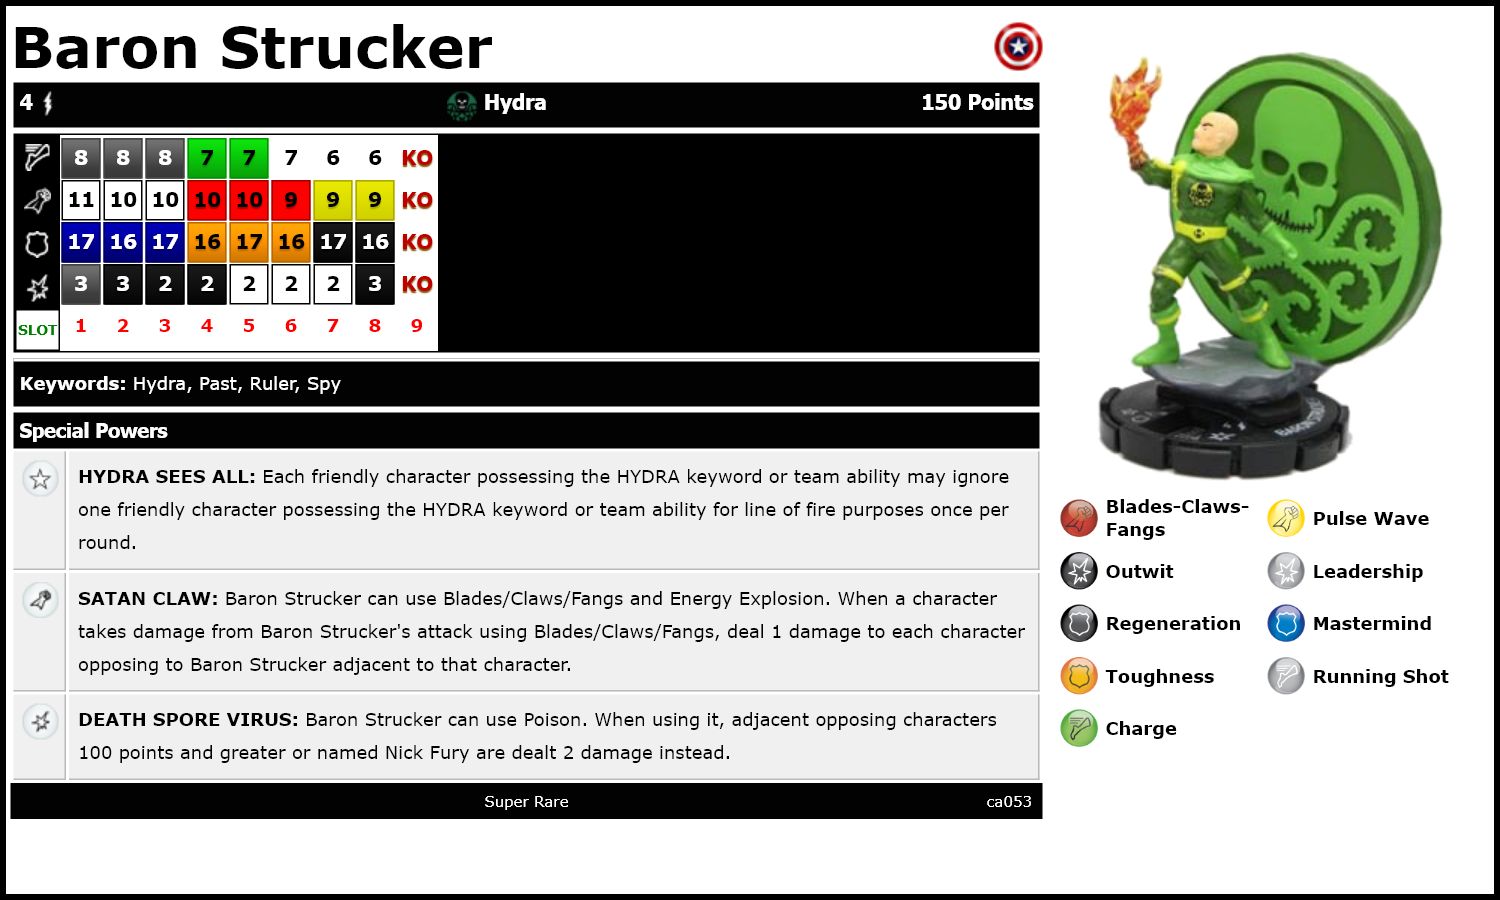 Baron Strucker
4 Hydra 150 Points
8 8 8 7 7 7 6 6 KO
11 10 10 10 10 9 9 9 KO
17 16 17 16 17 16 17 16 KO
3 3 2 2 2 2 2 3 KO
SLOT 1 2 3 4 5 6 7 8 9
Keywords: Hydra, Past, Ruler, Spy
Special Powers
HYDRA SEES ALL: Each friendly character possessing the HYDRA keyword or team ability may ignore
one friendly character possessing the HYDRA keyword or team ability for line of fire purposes once per
round.
SATAN CLAW: Baron Strucker can use Blades/Claws/Fangs and Energy Explosion. When a character
takes damage from Baron Strucker's attack using Blades/Claws/Fangs, deal 1 damage to each character
opposing to Baron Strucker adjacent to that character.
DEATH SPORE VIRUS: Baron Strucker can use Poison. When using it, adjacent opposing characters
100 points and greater or named Nick Fury are dealt 2 damage instead.
Super Rare ca053
Blades-Claws-
Fangs
Pulse Wave
Outwit
Leadership
Regeneration
Mastermind
Toughness
Running Shot
Charge